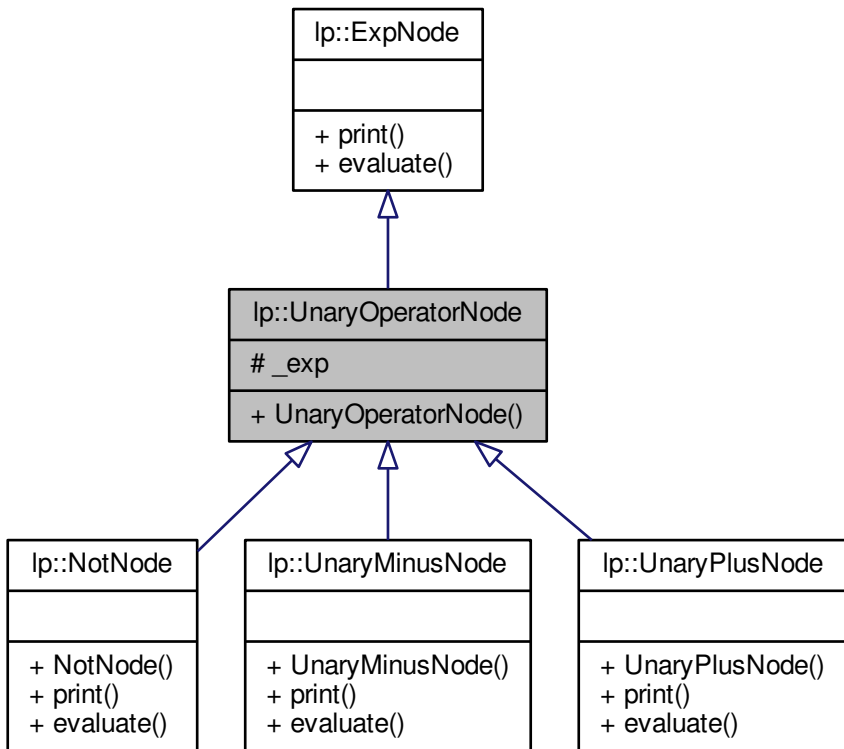 lp::ExpNode
+ print()
+ evaluate()
lp::UnaryOperatorNode
# _exp
+ UnaryOperatorNode()
lp::NotNode
+ NotNode()
+ print()
+ evaluate()
lp::UnaryMinusNode
+ UnaryMinusNode()
+ print()
+ evaluate()
lp::UnaryPlusNode
+ UnaryPlusNode()
+ print()
+ evaluate()